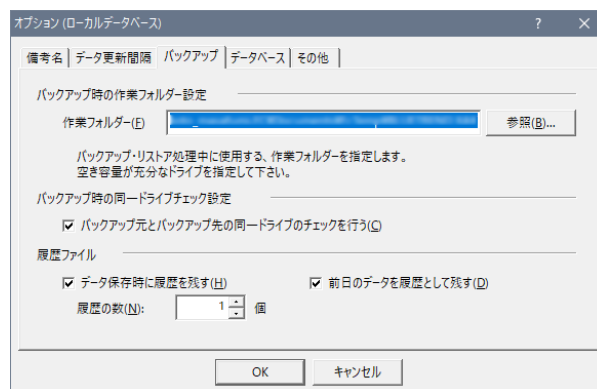 オプション (ローカルデータベース) ? ×
備考名 データ更新間隔 バックアップ データベース その他
バックアップ時の作業フォルダー設定
作業フォルダー(F) 参照(B)...
バックアップ・リストア処理中に使用する、作業フォルダーを指定します。
空き容量が充分なドライブを指定して下さい。
バックアップ時の同一ドライブチェック設定
バックアップ元とバックアップ先の同一ドライブのチェックを行う(C)
履歴ファイル
データ保存時に履歴を残す(H) 前日のデータを履歴として残す(D)
履歴の数(N): 1 個
OK キャンセル